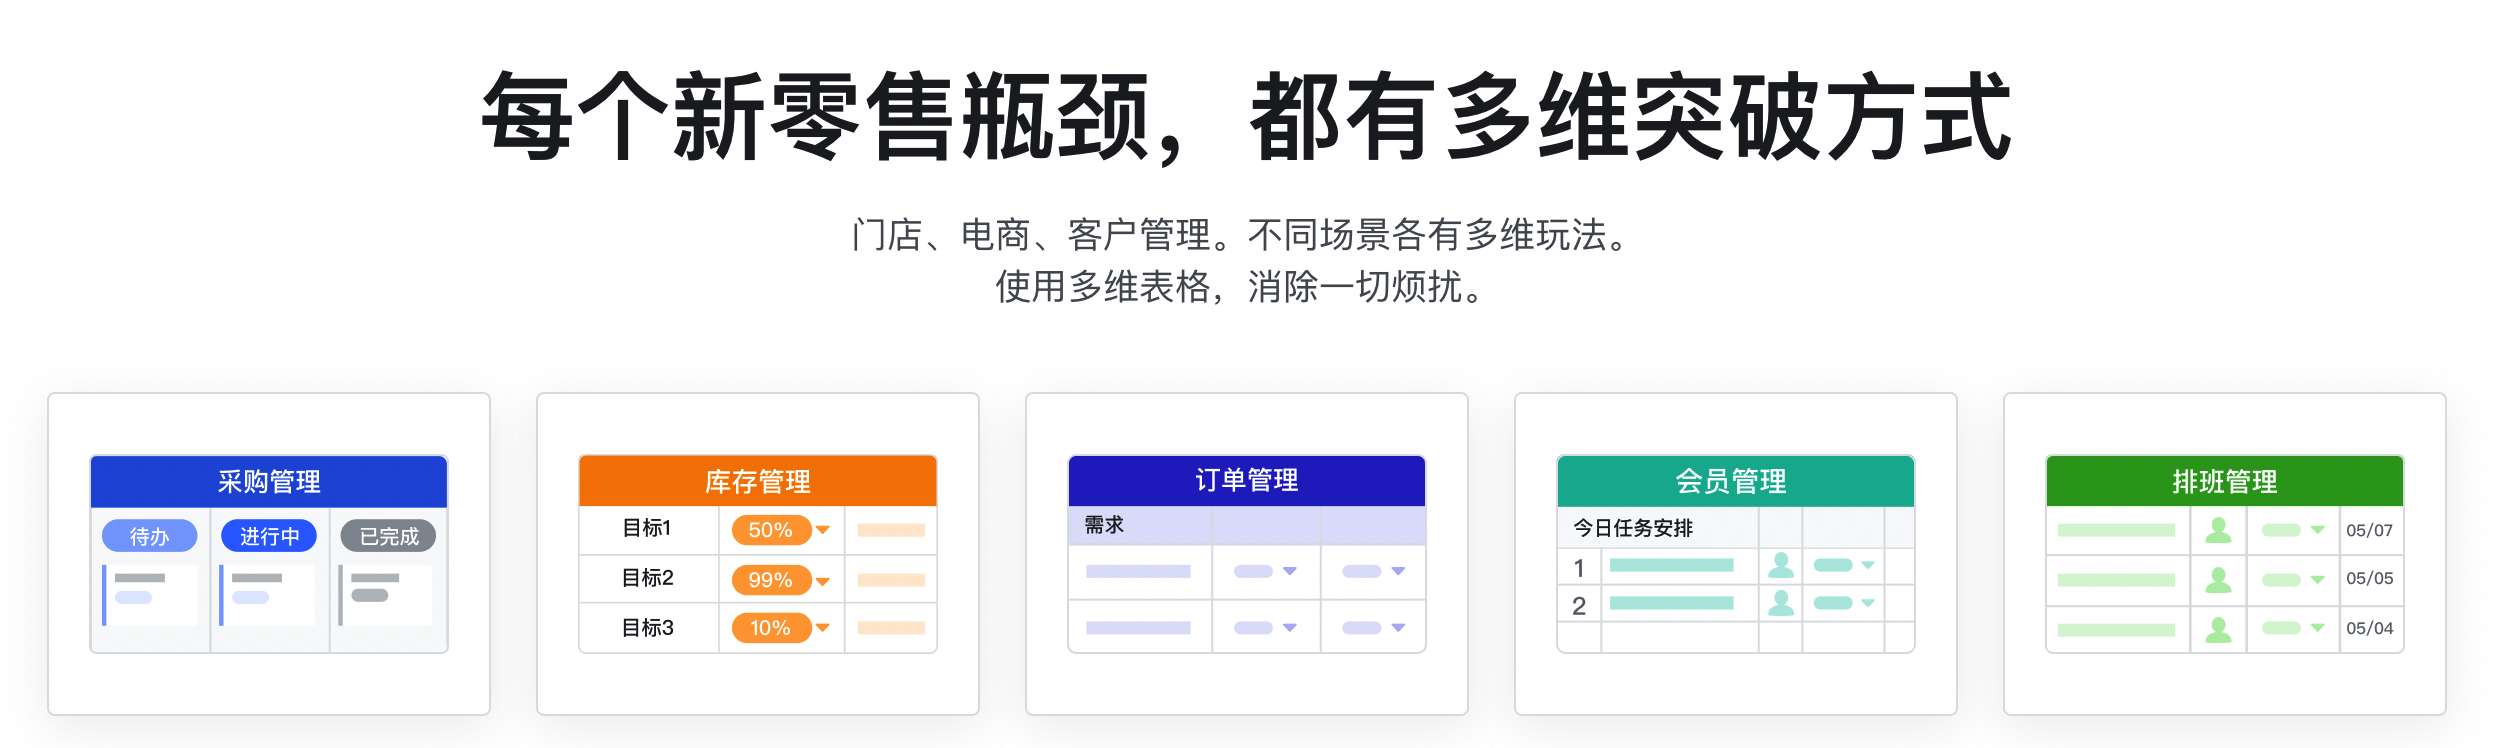 每个新零售瓶颈，都有多维突破方式
门店、电商、客户管理。不同场景各有多维玩法。
使用多维表格，消除一切烦扰。
采购管理
待办 进行中 已完成
库存管理
目标1 50%
目标2 99%
目标3 10%
订单管理
需求
会员管理
今日任务安排
1
2
排班管理
05/07
05/05
05/04